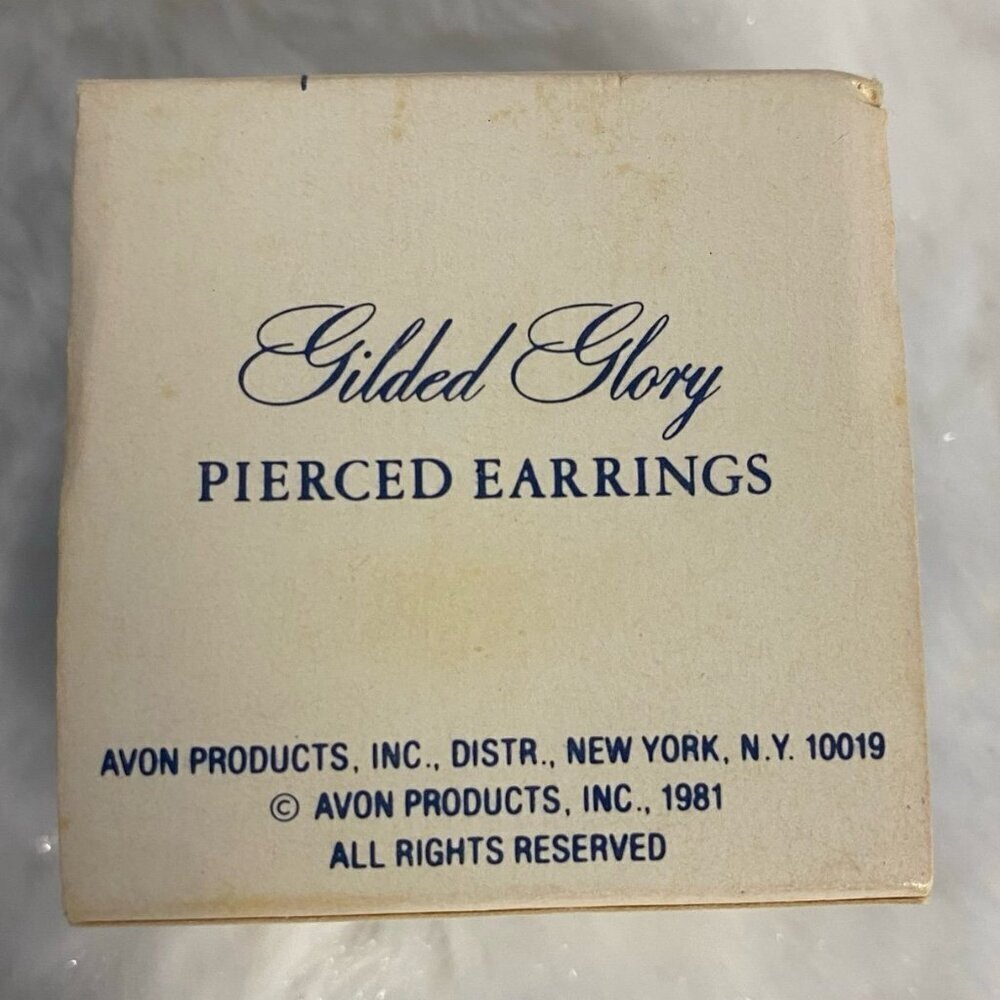 Gilded Glory
PIERCED EARRINGS
AVON PRODUCTS, INC., DISTR., NEW YORK, N.Y. 10019
© AVON PRODUCTS, INC., 1981
ALL RIGHTS RESERVED